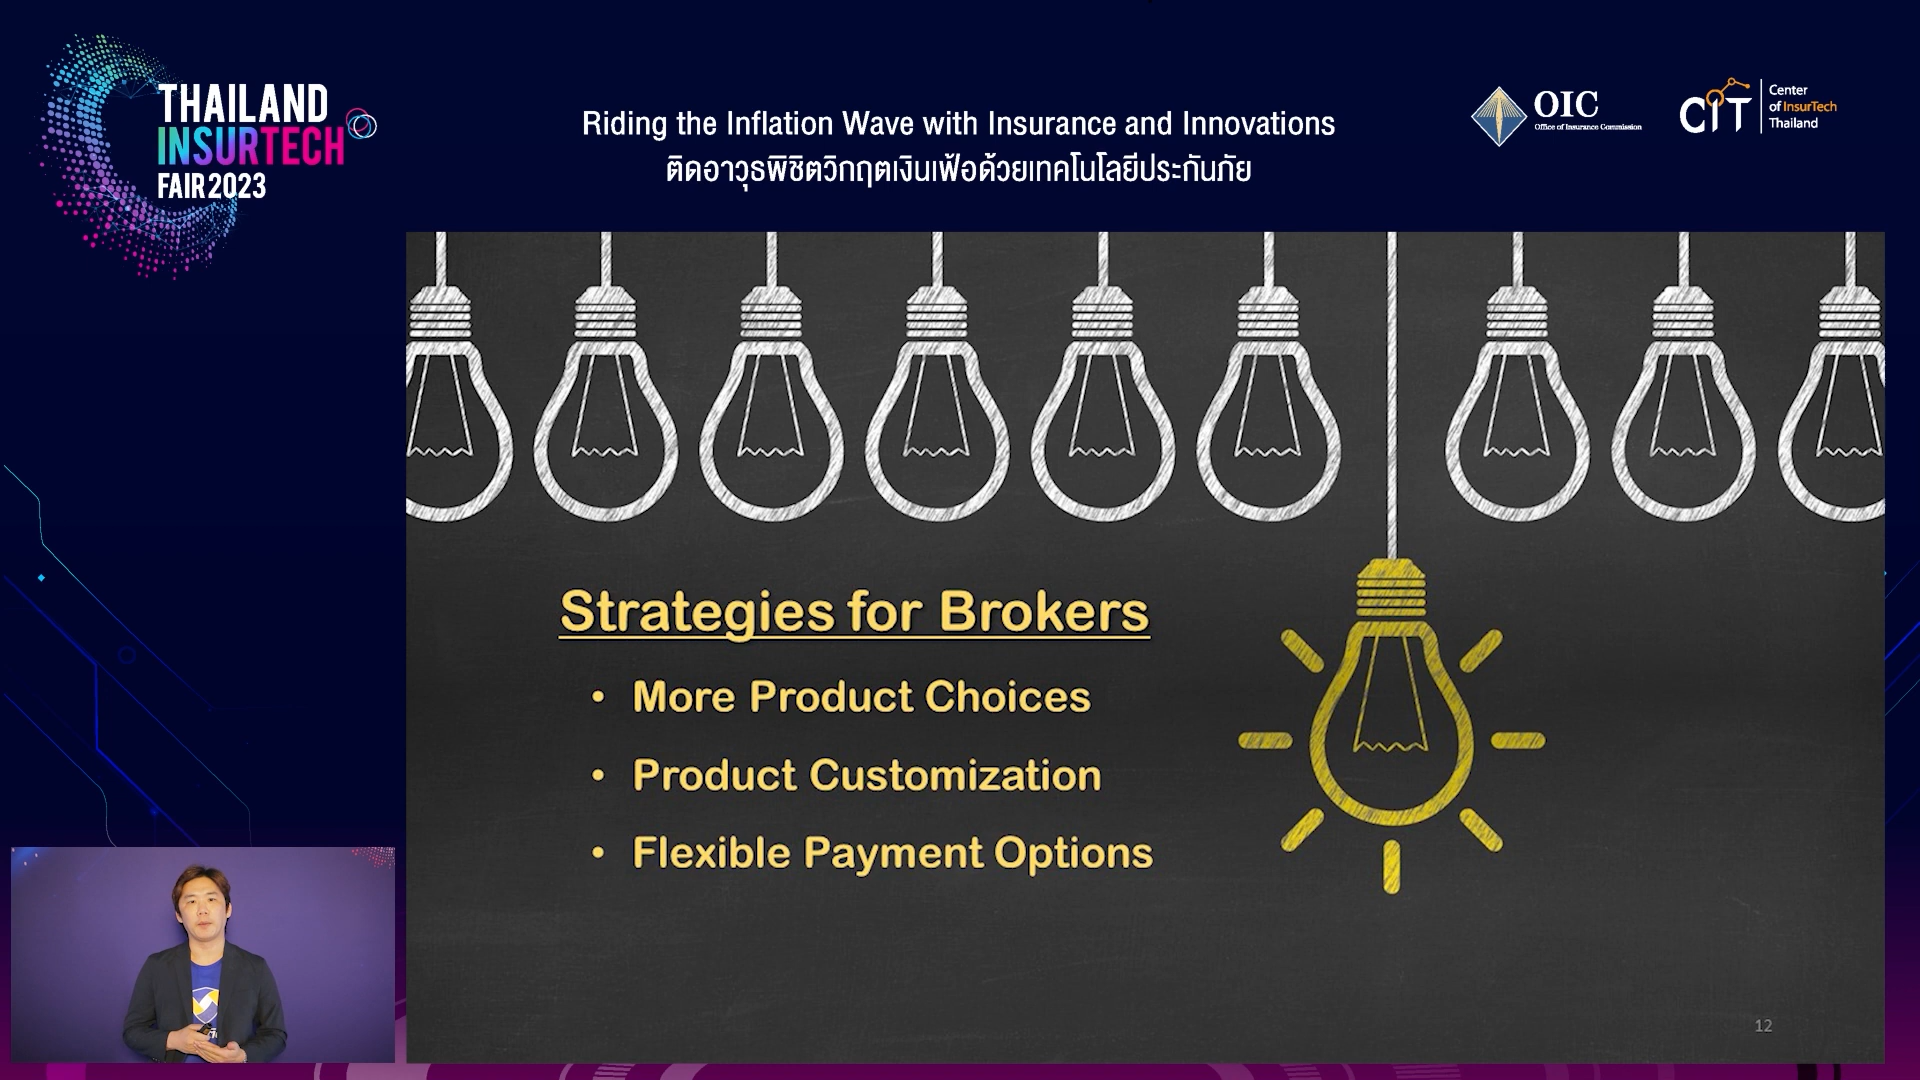 THAILAND
INSURTECH
FAIR 2023
Riding the Inflation Wave with Insurance and Innovations
ติดอาวุธพิชิตวิกฤตเงินเฟ้อด้วยเทคโนโลยีประกันภัย
OIC
Office of Insurance Commission
CIT
Center
of InsurTech
Thailand
Strategies for Brokers
• More Product Choices
• Product Customization
• Flexible Payment Options
12